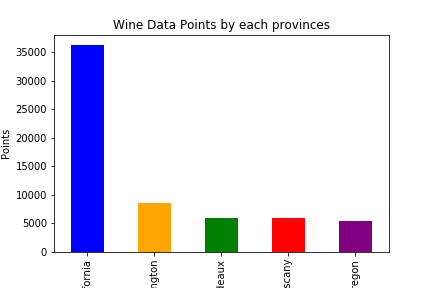 Wine Data Points by each provinces
35000
30000
25000
20000
15000
10000
5000
0
Points
fornia
ngton
deaux
scany
regon